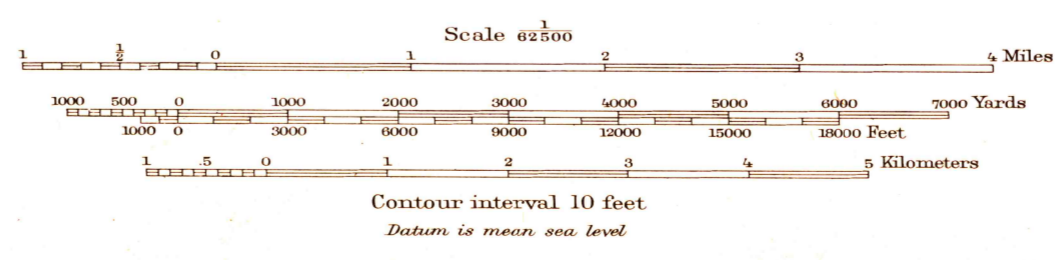 Scale 1/62500
1 1/2 0 1 2 3 4 Miles
1000 500 0 1000 2000 3000 4000 5000 6000 7000 Yards
1000 0 3000 6000 9000 12000 15000 18000 Feet
1 .5 0 1 2 3 4 5 Kilometers
Contour interval 10 feet
Datum is mean sea level